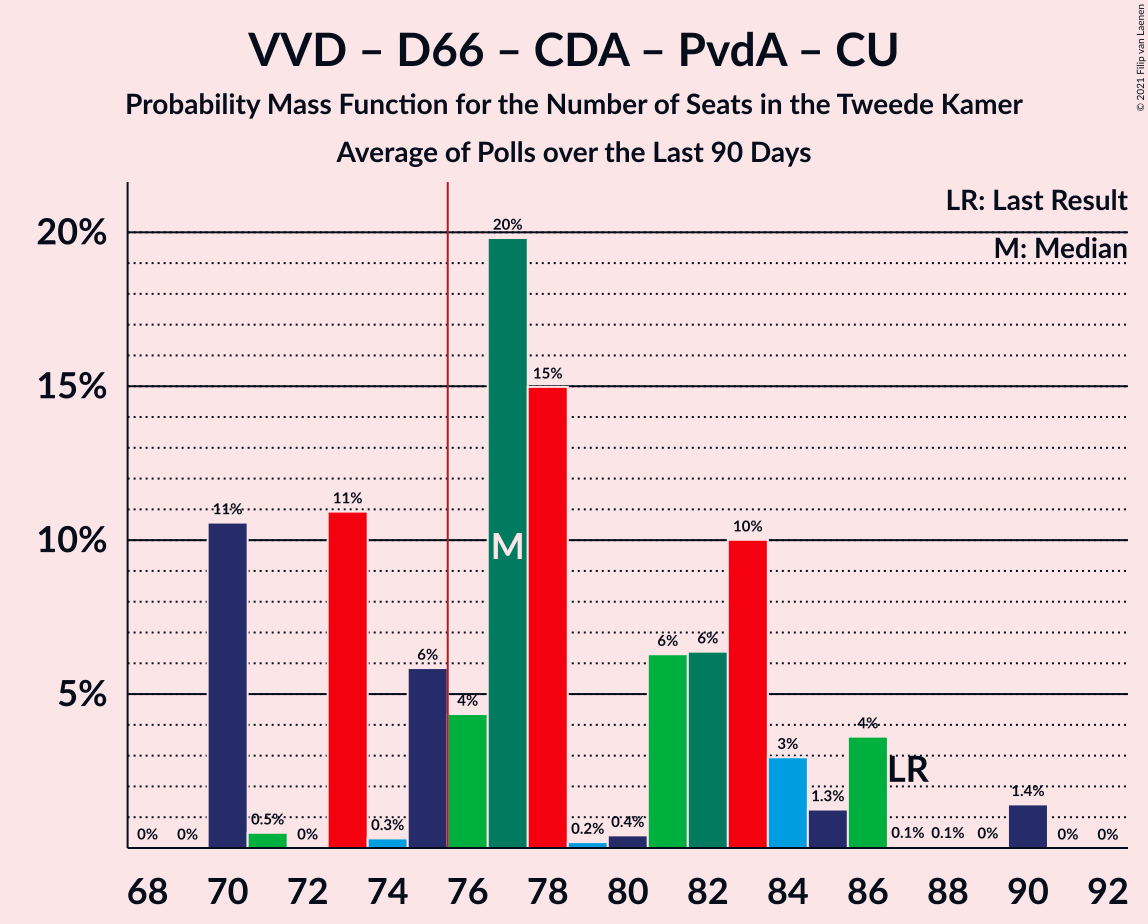 VVD – D66 – CDA – PvdA – CU
Probability Mass Function for the Number of Seats in the Tweede Kamer
Average of Polls over the Last 90 Days
© 2021 Filip van Laenen
LR: Last Result
M: Median
20%
15%
10%
5%
0% 0% 11% 0.5% 0% 11% 0.3% 6% 4% 20% 15% 0.2% 0.4% 6% 6% 10% 3% 1.3% 4% 0.1% 0.1% 0% 1.4% 0% 0%
M
LR
68 70 72 74 76 78 80 82 84 86 88 90 92